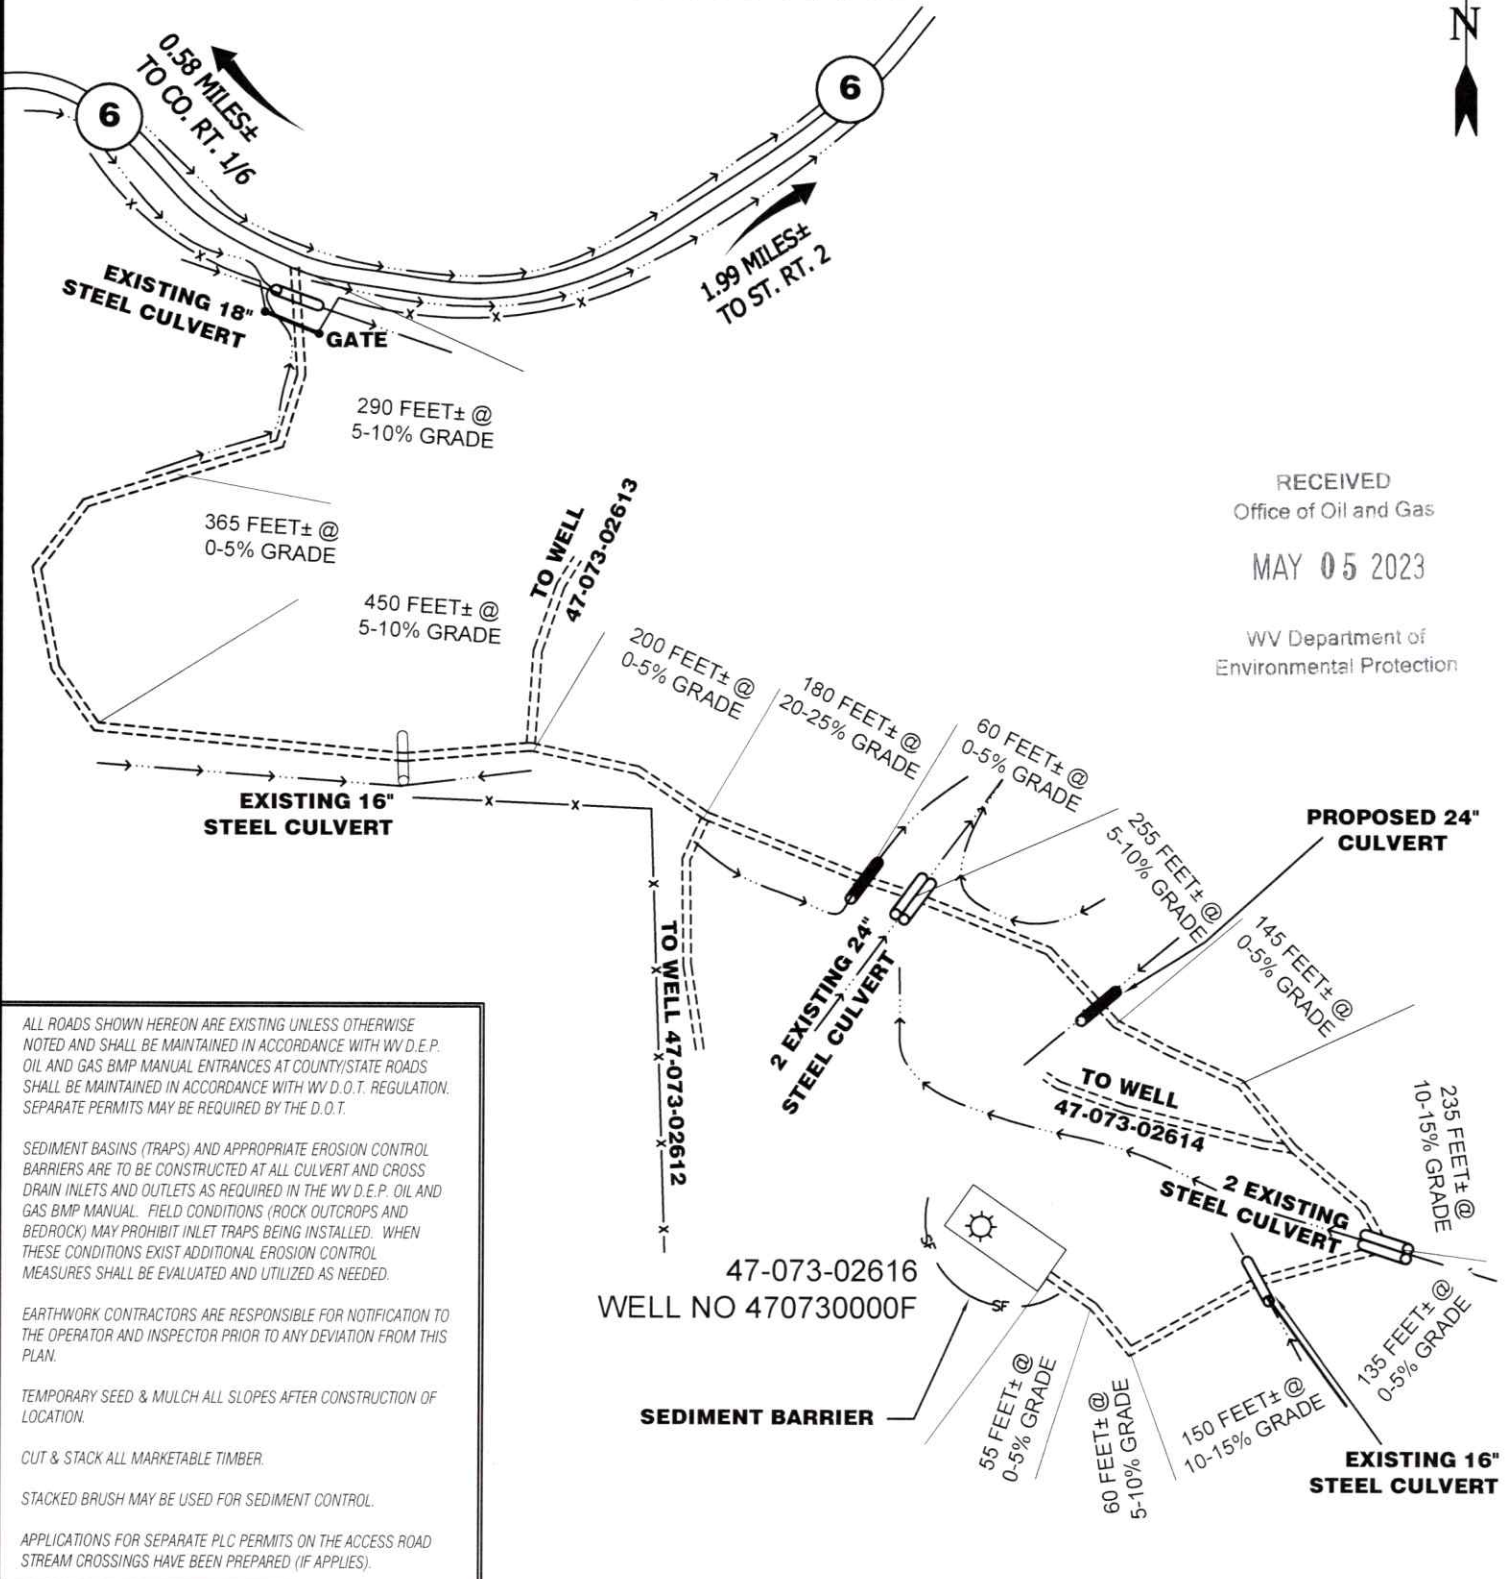 N
0.58 MILES±
TO CO. RT. 1/6
6
6
1.99 MILES±
TO ST. RT. 2
EXISTING 18"
STEEL CULVERT
GATE
290 FEET± @
5-10% GRADE
365 FEET± @
0-5% GRADE
450 FEET± @
5-10% GRADE
TO WELL
47-073-02613
RECEIVED
Office of Oil and Gas
MAY 05 2023
WV Department of
Environmental Protection
200 FEET± @
0-5% GRADE
180 FEET± @
20-25% GRADE
60 FEET± @
0-5% GRADE
EXISTING 16"
STEEL CULVERT
255 FEET± @
5-10% GRADE
PROPOSED 24"
CULVERT
145 FEET± @
0-5% GRADE
TO WELL 47-073-02612
2 EXISTING 24"
STEEL CULVERT
TO WELL
47-073-02614
235 FEET± @
10-15% GRADE
2 EXISTING
STEEL CULVERT
SF
SF
47-073-02616
WELL NO 470730000F
135 FEET± @
0-5% GRADE
SEDIMENT BARRIER
55 FEET± @
0-5% GRADE
60 FEET± @
5-10% GRADE
150 FEET± @
10-15% GRADE
EXISTING 16"
STEEL CULVERT
ALL ROADS SHOWN HEREON ARE EXISTING UNLESS OTHERWISE
NOTED AND SHALL BE MAINTAINED IN ACCORDANCE WITH WV D.E.P.
OIL AND GAS BMP MANUAL ENTRANCES AT COUNTY/STATE ROADS
SHALL BE MAINTAINED IN ACCORDANCE WITH WV D.O.T. REGULATION.
SEPARATE PERMITS MAY BE REQUIRED BY THE D.O.T.
SEDIMENT BASINS (TRAPS) AND APPROPRIATE EROSION CONTROL
BARRIERS ARE TO BE CONSTRUCTED AT ALL CULVERT AND CROSS
DRAIN INLETS AND OUTLETS AS REQUIRED IN THE WV D.E.P. OIL AND
GAS BMP MANUAL. FIELD CONDITIONS (ROCK OUTCROPS AND
BEDROCK) MAY PROHIBIT INLET TRAPS BEING INSTALLED. WHEN
THESE CONDITIONS EXIST ADDITIONAL EROSION CONTROL
MEASURES SHALL BE EVALUATED AND UTILIZED AS NEEDED.
EARTHWORK CONTRACTORS ARE RESPONSIBLE FOR NOTIFICATION TO
THE OPERATOR AND INSPECTOR PRIOR TO ANY DEVIATION FROM THIS
PLAN.
TEMPORARY SEED & MULCH ALL SLOPES AFTER CONSTRUCTION OF
LOCATION.
CUT & STACK ALL MARKETABLE TIMBER.
STACKED BRUSH MAY BE USED FOR SEDIMENT CONTROL.
APPLICATIONS FOR SEPARATE PLC PERMITS ON THE ACCESS ROAD
STREAM CROSSINGS HAVE BEEN PREPARED (IF APPLIES).